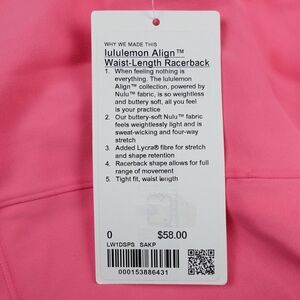 WHY WE MADE THIS
lululemon Align™
Waist-Length Racerback
1. When feeling nothing is
everything. The lululemon
Align™ collection, powered by
Nulu™ fabric, is so weightless
and buttery soft, all you feel
is your practice
2. Our buttery-soft Nulu™ fabric
feels weightlessly light and is
sweat-wicking and four-way
stretch
3. Added Lycra® fibre for stretch
and shape retention
4. Racerback shape allows for full
range of movement
5. Tight fit, waist length
0 $58.00
LW1DSPS SAKP
000153886431